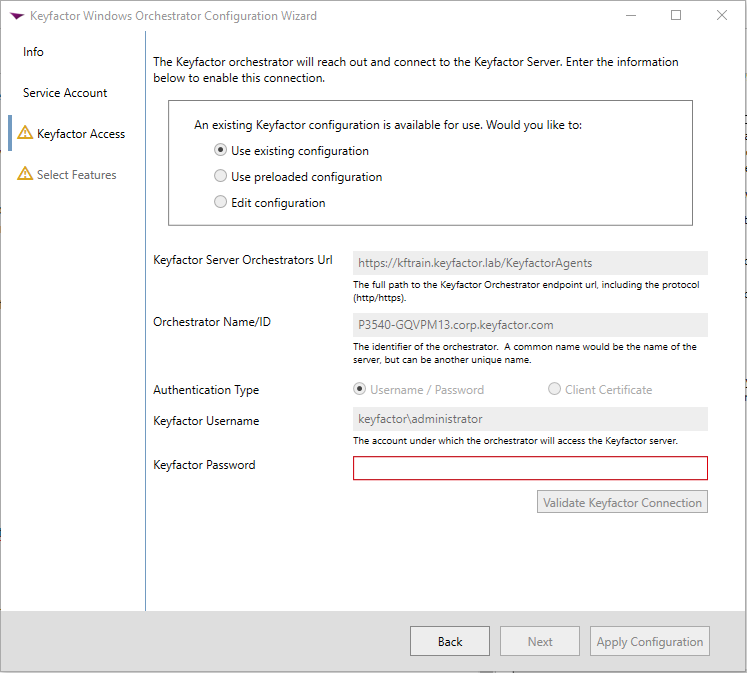 Keyfactor Windows Orchestrator Configuration Wizard
Info
Service Account
Keyfactor Access
Select Features
The Keyfactor orchestrator will reach out and connect to the Keyfactor Server. Enter the information
below to enable this connection.
An existing Keyfactor configuration is available for use. Would you like to:
Use existing configuration
Use preloaded configuration
Edit configuration
Keyfactor Server Orchestrators Url
https://kftrain.keyfactor.lab/KeyfactorAgents
The full path to the Keyfactor Orchestrator endpoint url, including the protocol
(http/https).
Orchestrator Name/ID
P3540-GQVPM13.corp.keyfactor.com
The identifier of the orchestrator. A common name would be the name of the
server, but can be another unique name.
Authentication Type
Username / Password
Client Certificate
Keyfactor Username
keyfactor\administrator
The account under which the orchestrator will access the Keyfactor server.
Keyfactor Password
Validate Keyfactor Connection
Back
Next
Apply Configuration